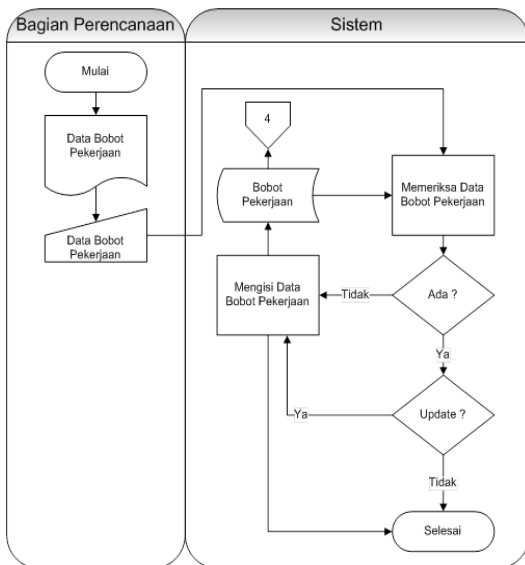 Bagian Perencanaan
Sistem
Mulai
Data Bobot
Pekerjaan
Data Bobot
Pekerjaan
4
Bobot
Pekerjaan
Memeriksa Data
Bobot Pekerjaan
Mengisi Data
Bobot Pekerjaan
Tidak
Ada ?
Ya
Ya
Update ?
Tidak
Selesai